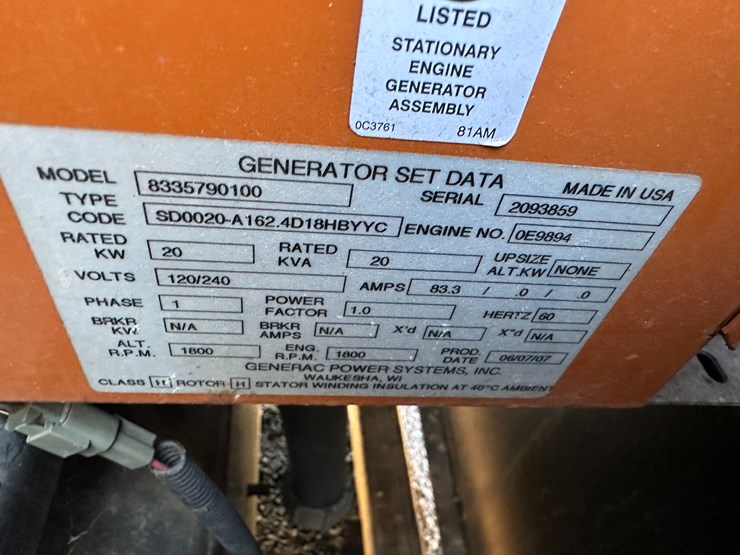 LISTED
STATIONARY
ENGINE
GENERATOR
ASSEMBLY
0C3761 81AM
GENERATOR SET DATA
MADE IN USA
MODEL 8335790100 SERIAL 2093859
TYPE CODE SD0020-A162.4D18HBYYC ENGINE NO. 0E9894
RATED KW 20 RATED KVA 20 UPSIZE ALT.KW NONE
VOLTS 120/240 AMPS 83.3 / .0 / .0
PHASE 1 POWER FACTOR 1.0 HERTZ 60
BRKR KW N/A BRKR AMPS N/A X'd N/A X"d N/A
ALT. R.P.M. 1800 ENG. R.P.M. 1800 PROD. DATE 06/07/07
GENERAC POWER SYSTEMS, INC.
WAUKESHA, WI
CLASS H ROTOR H STATOR WINDING INSULATION AT 40°C AMBIENT